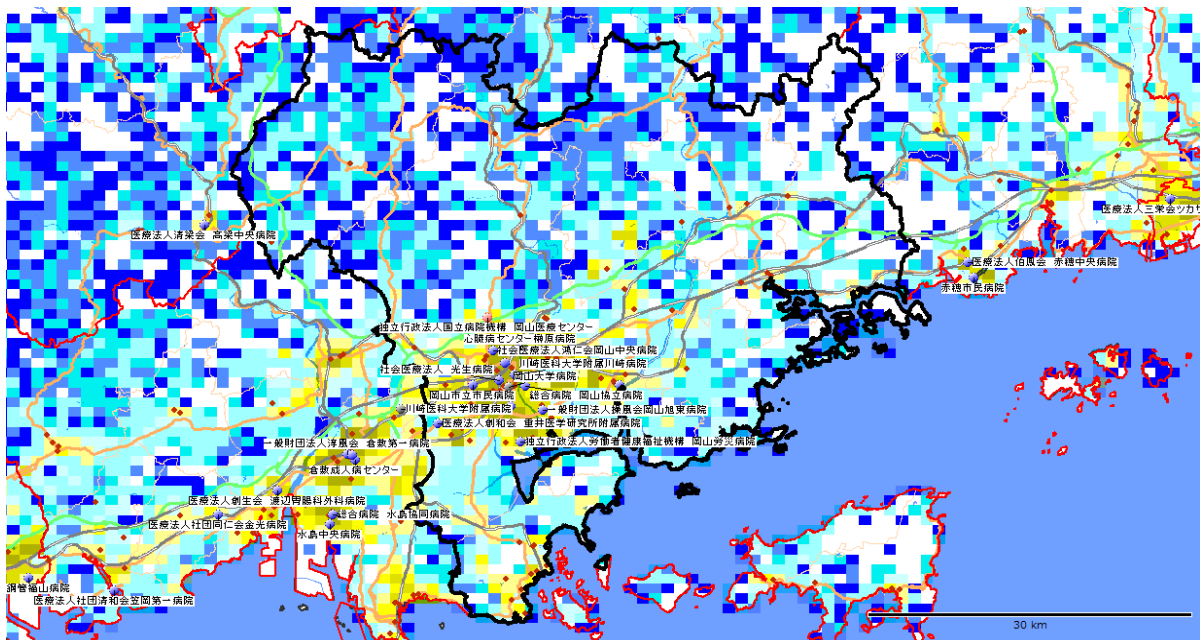 医療法人三栄会ツカサ
医療法人清梁会 高梁中央病院
医療法人伯鳳会 赤穂中央病院
赤穂市民病院
独立行政法人国立病院機構 岡山医療センター
心臓病センター榊原病院
社会医療法人鴻仁会岡山中央病院
川崎医科大学附属川崎病院
社会医療法人 光生病院
岡山大学病院
岡山市立市民病院
総合病院 岡山協立病院
川崎医科大学附属病院
一般財団法人操風会岡山旭東病院
医療法人創和会 重井医学研究所附属病院
一般財団法人淳風会 倉敷第一病院
独立行政法人労働者健康福祉機構 岡山労災病院
倉敷成人病センター
医療法人創生会 渡辺胃腸科外科病院
総合病院 水島協同病院
医療法人社団同仁会金光病院
水島中央病院
鋼管福山病院
医療法人社団清和会笠岡第一病院
30 km